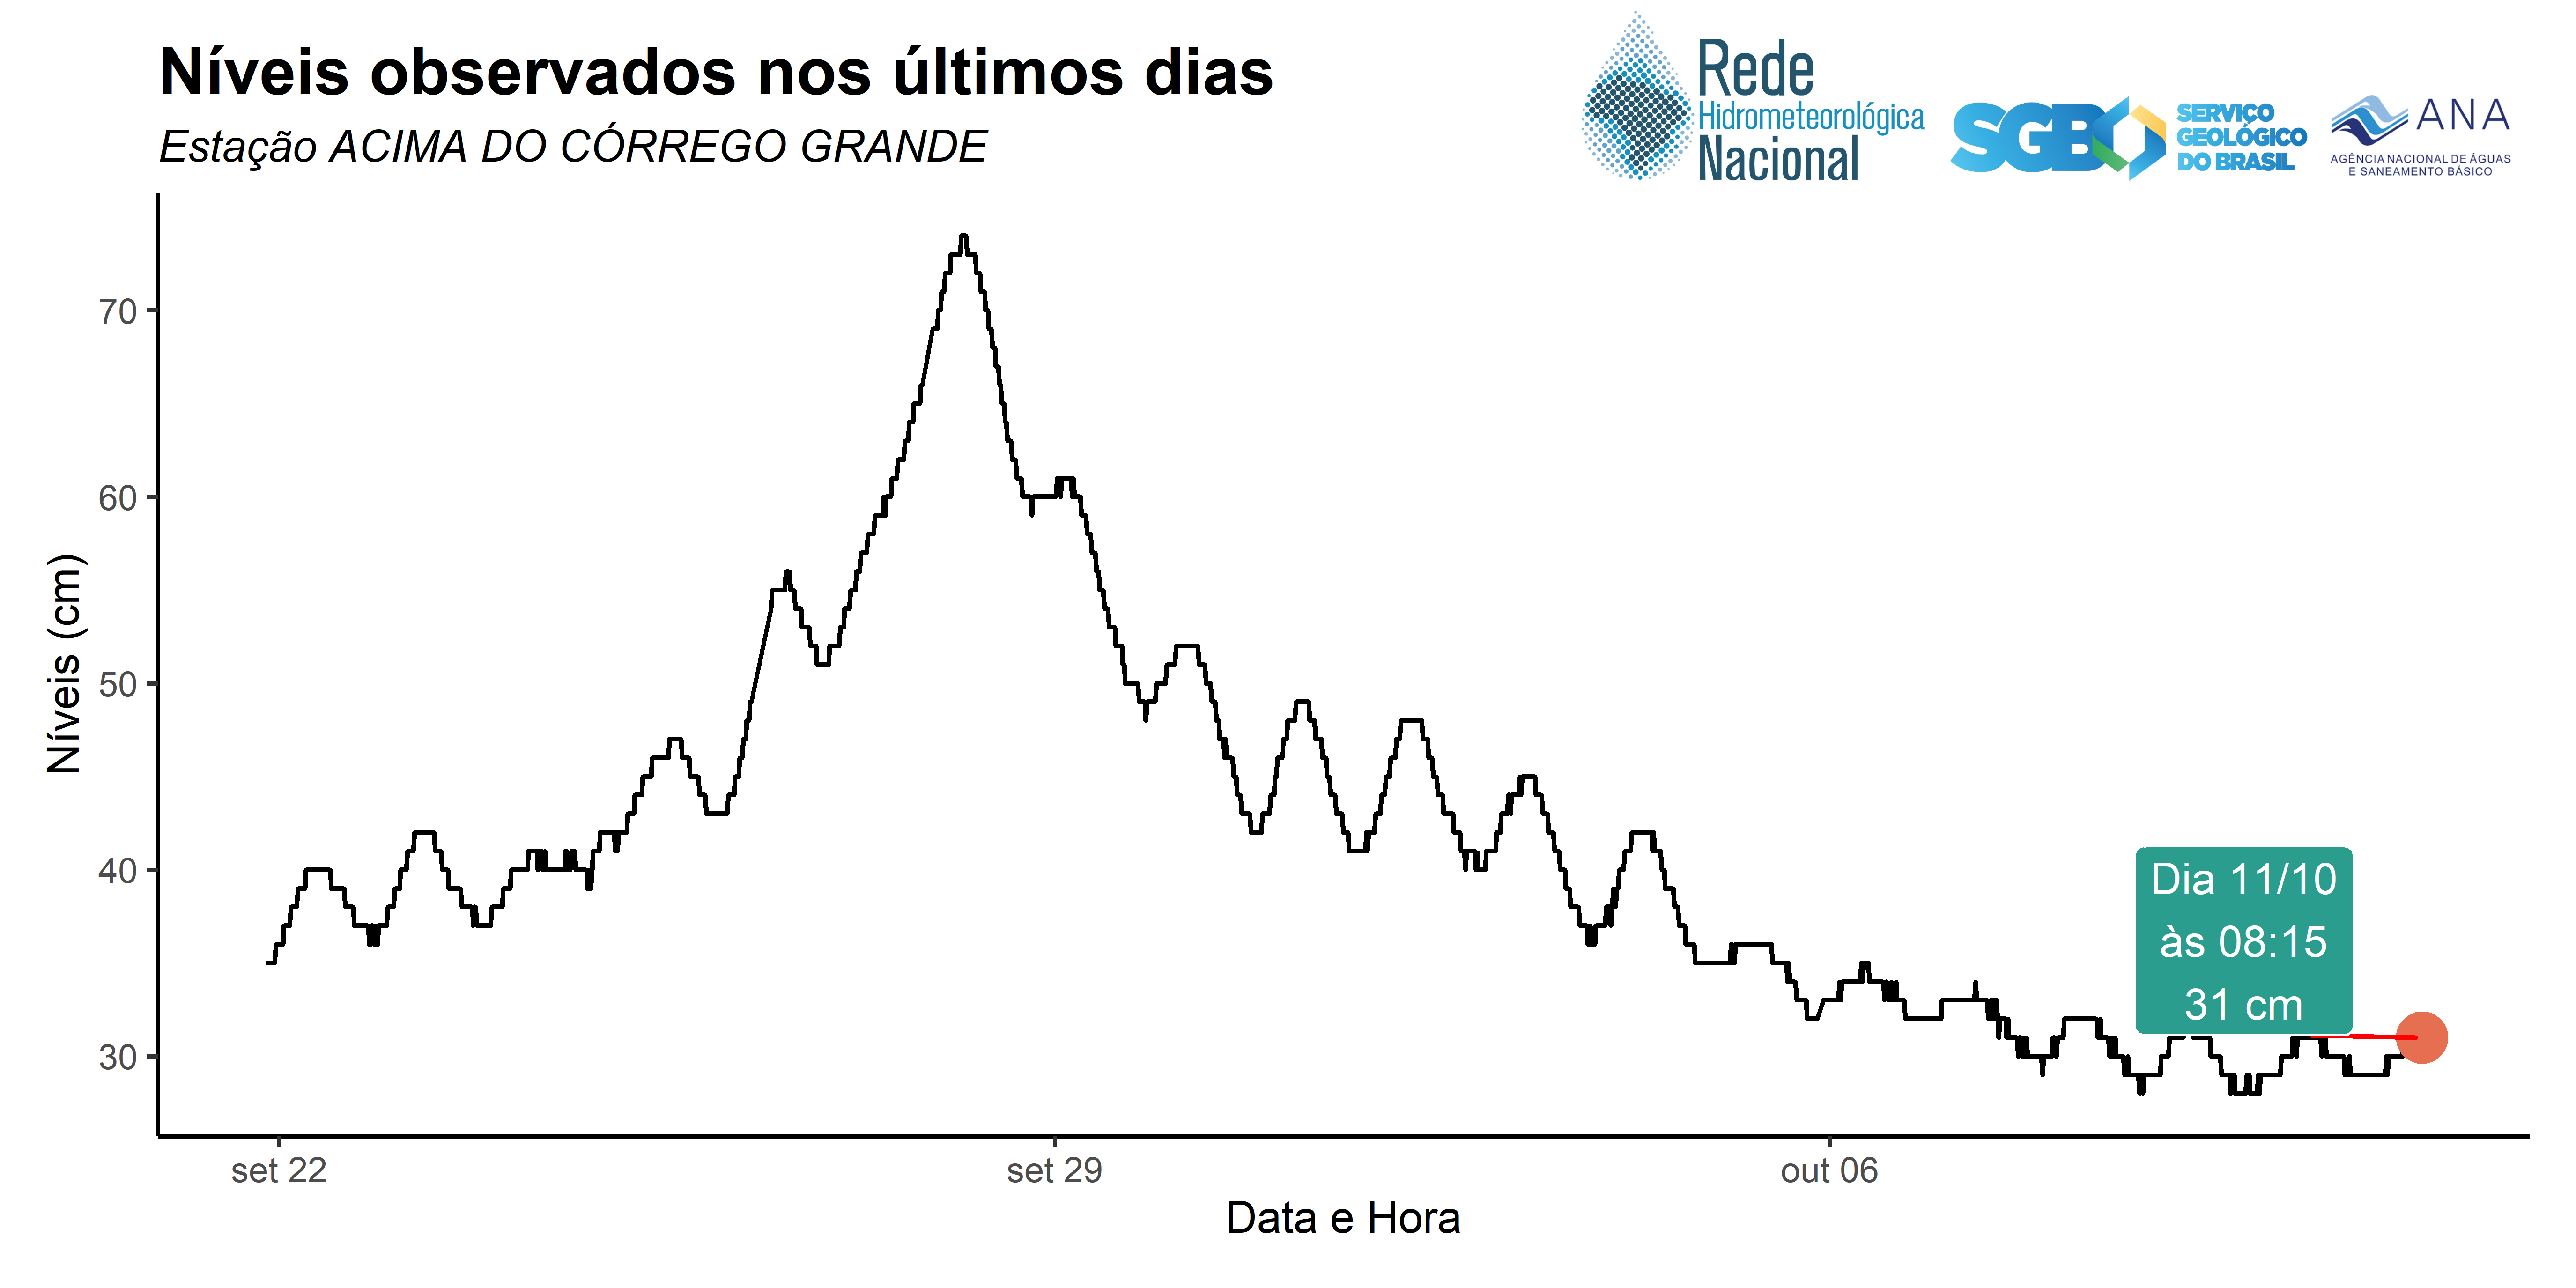 Níveis observados nos últimos dias
Estação ACIMA DO CÓRREGO GRANDE
Rede
Hidrometeorológica
Nacional
SGB
SERVIÇO
GEOLÓGICO
DO BRASIL
ANA
AGÊNCIA NACIONAL DE ÁGUAS
E SANEAMENTO BÁSICO
Níveis (cm)
70
60
50
40
30
Dia 11/10
às 08:15
31 cm
set 22
set 29
out 06
Data e Hora